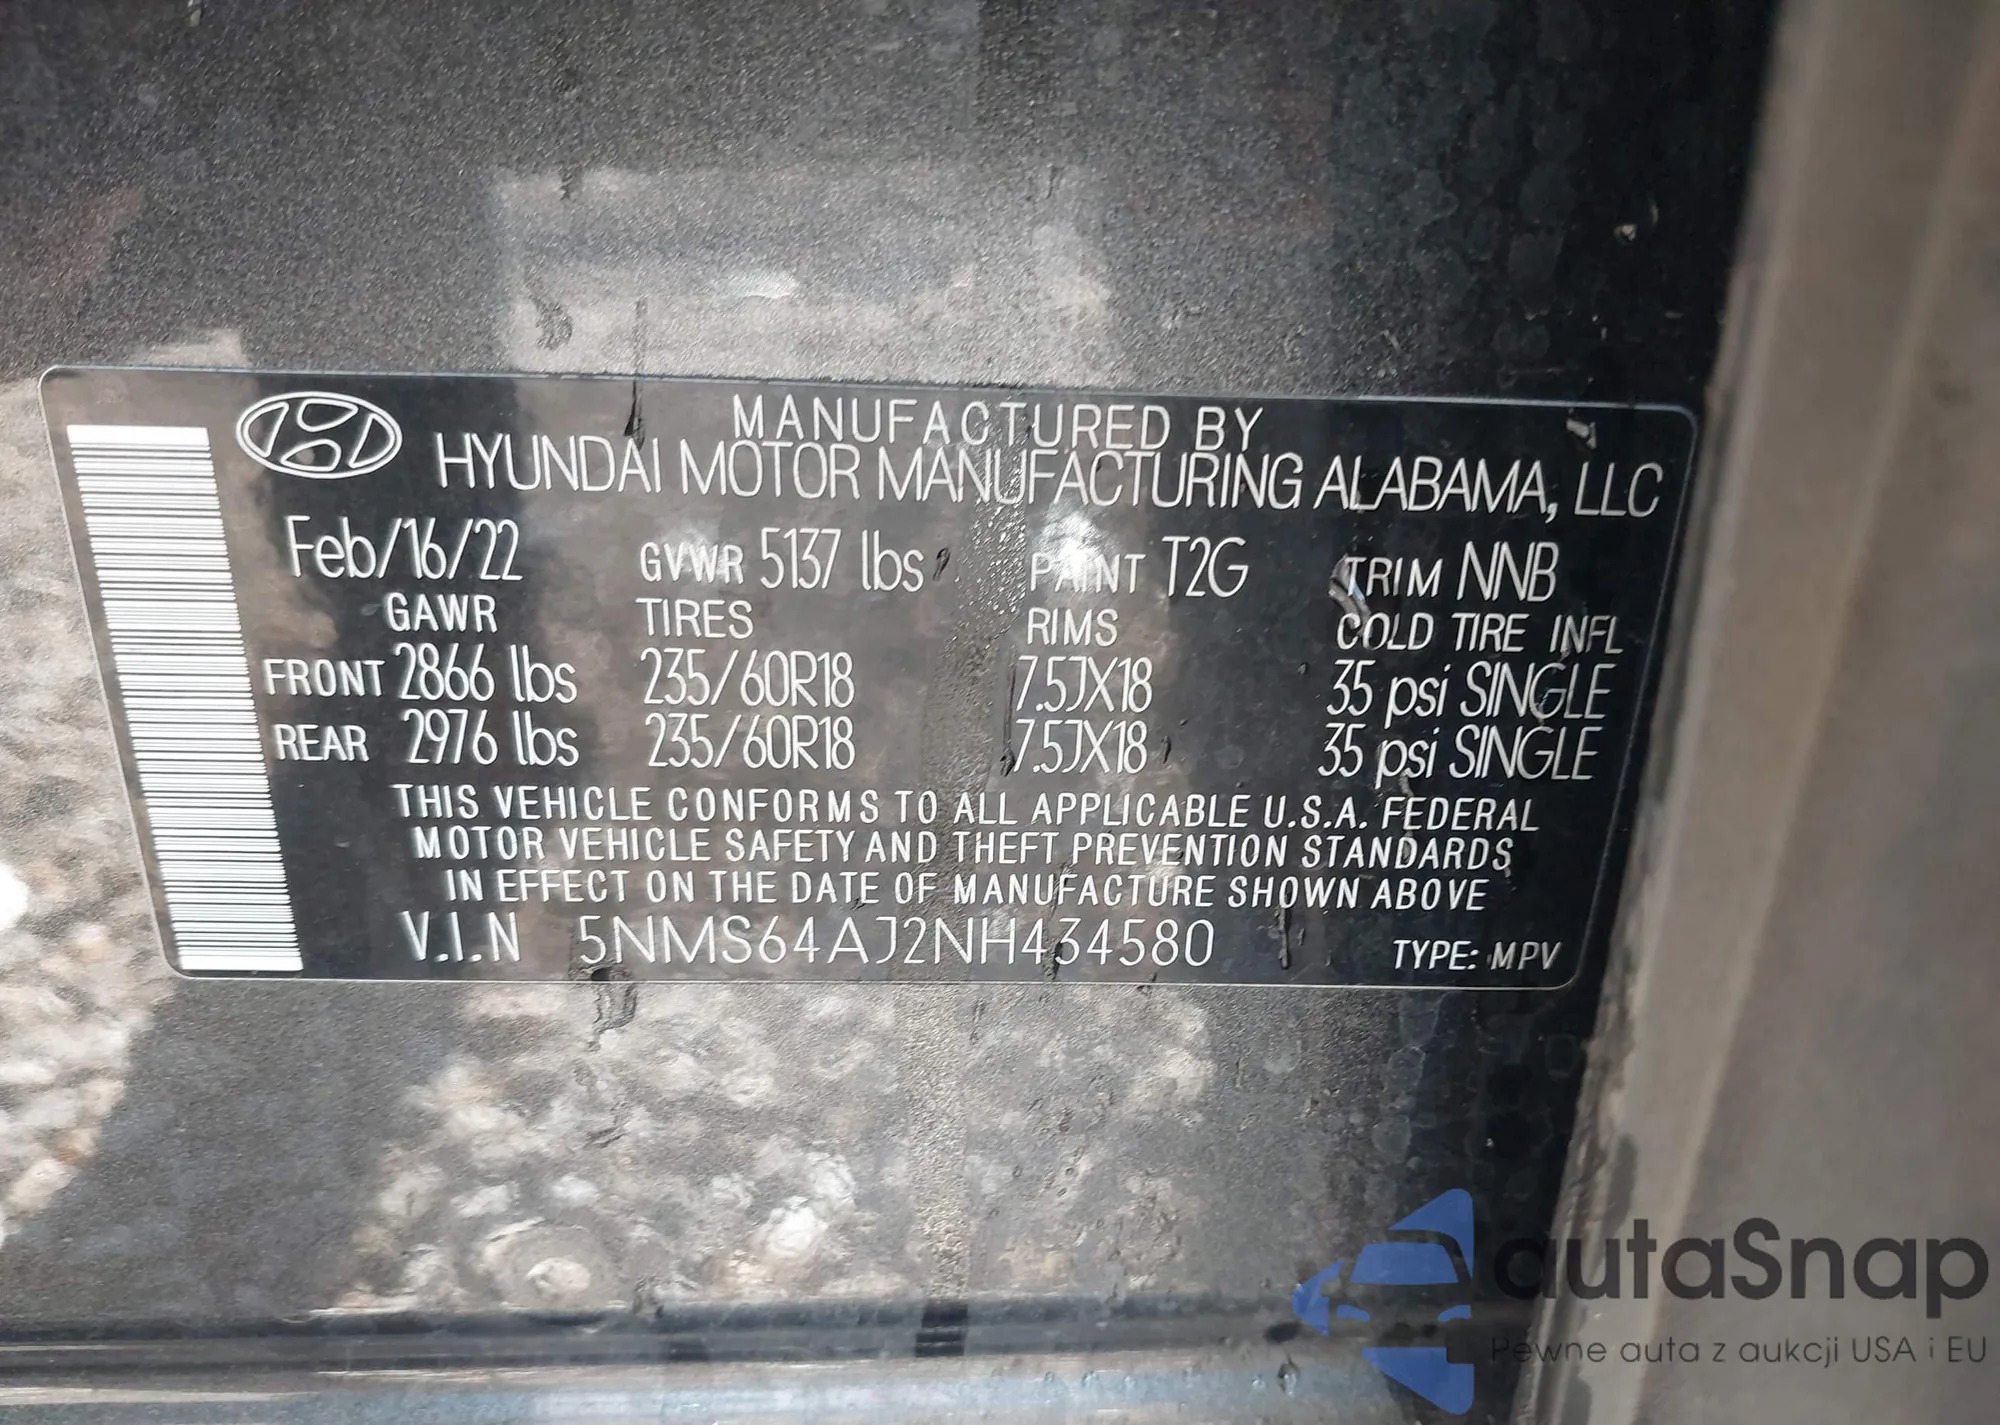 MANUFACTURED BY
HYUNDAI MOTOR MANUFACTURING ALABAMA, LLC
Feb/16/22 GVWR 5137 lbs PAINT T2G TRIM NNB
GAWR TIRES RIMS COLD TIRE INFL
FRONT 2866 lbs 235/60R18 7.5JX18 35 psi SINGLE
REAR 2976 lbs 235/60R18 7.5JX18 35 psi SINGLE
THIS VEHICLE CONFORMS TO ALL APPLICABLE U.S.A. FEDERAL
MOTOR VEHICLE SAFETY AND THEFT PREVENTION STANDARDS
IN EFFECT ON THE DATE OF MANUFACTURE SHOWN ABOVE
V.I.N 5NMS64AJ2NH434580 TYPE: MPV
autaSnap
Pewne auta z aukcji USA i EU